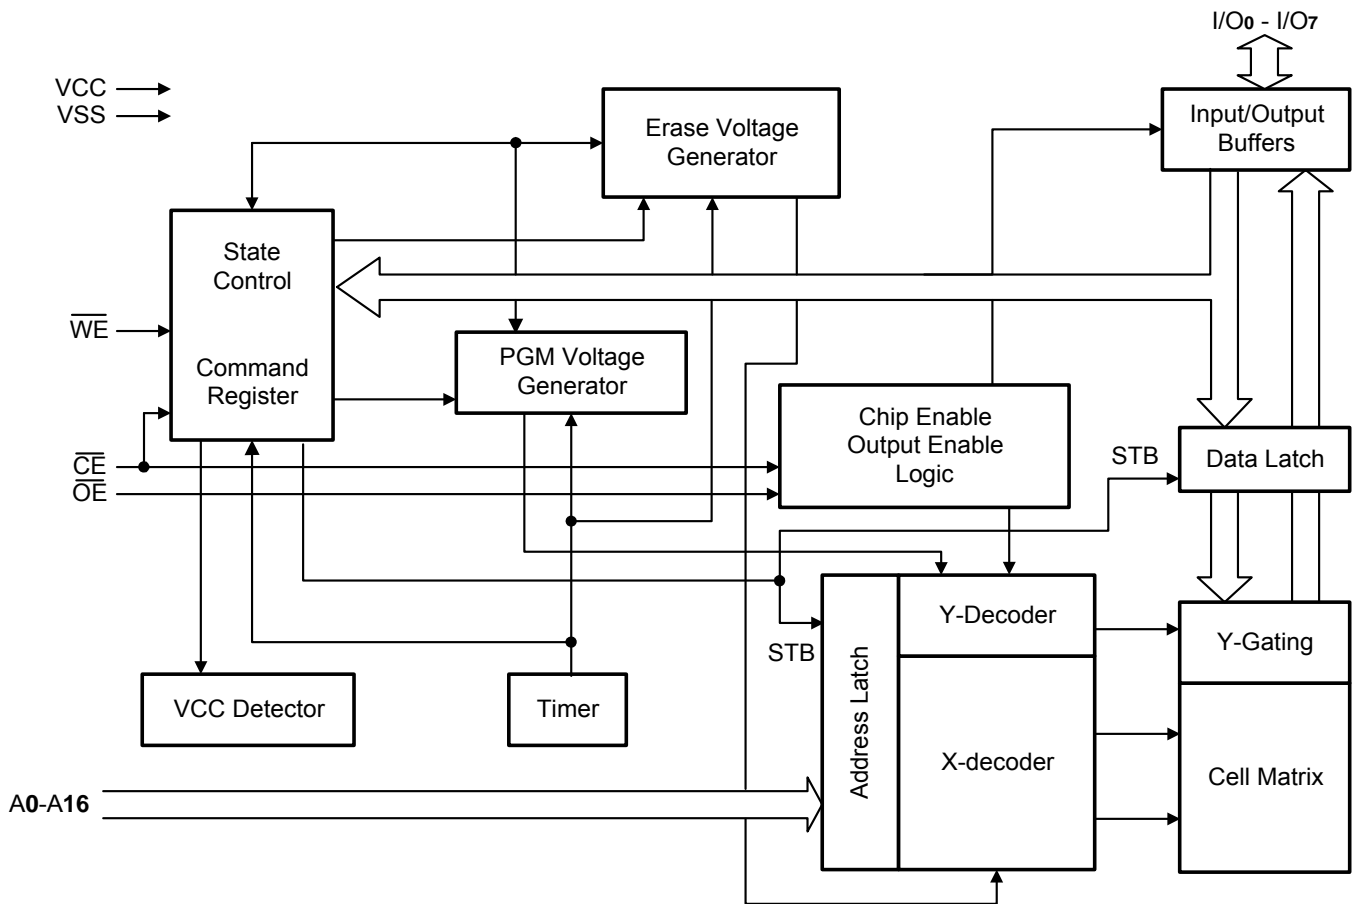 I/O0 - I/O7
VCC
VSS
Erase Voltage
Generator
Input/Output
Buffers
State
Control
WE
PGM Voltage
Generator
Command
Register
Chip Enable
Output Enable
Logic
CE
OE
STB
Data Latch
Y-Decoder
STB
Y-Gating
VCC Detector
Timer
Address Latch
X-decoder
Cell Matrix
A0-A16